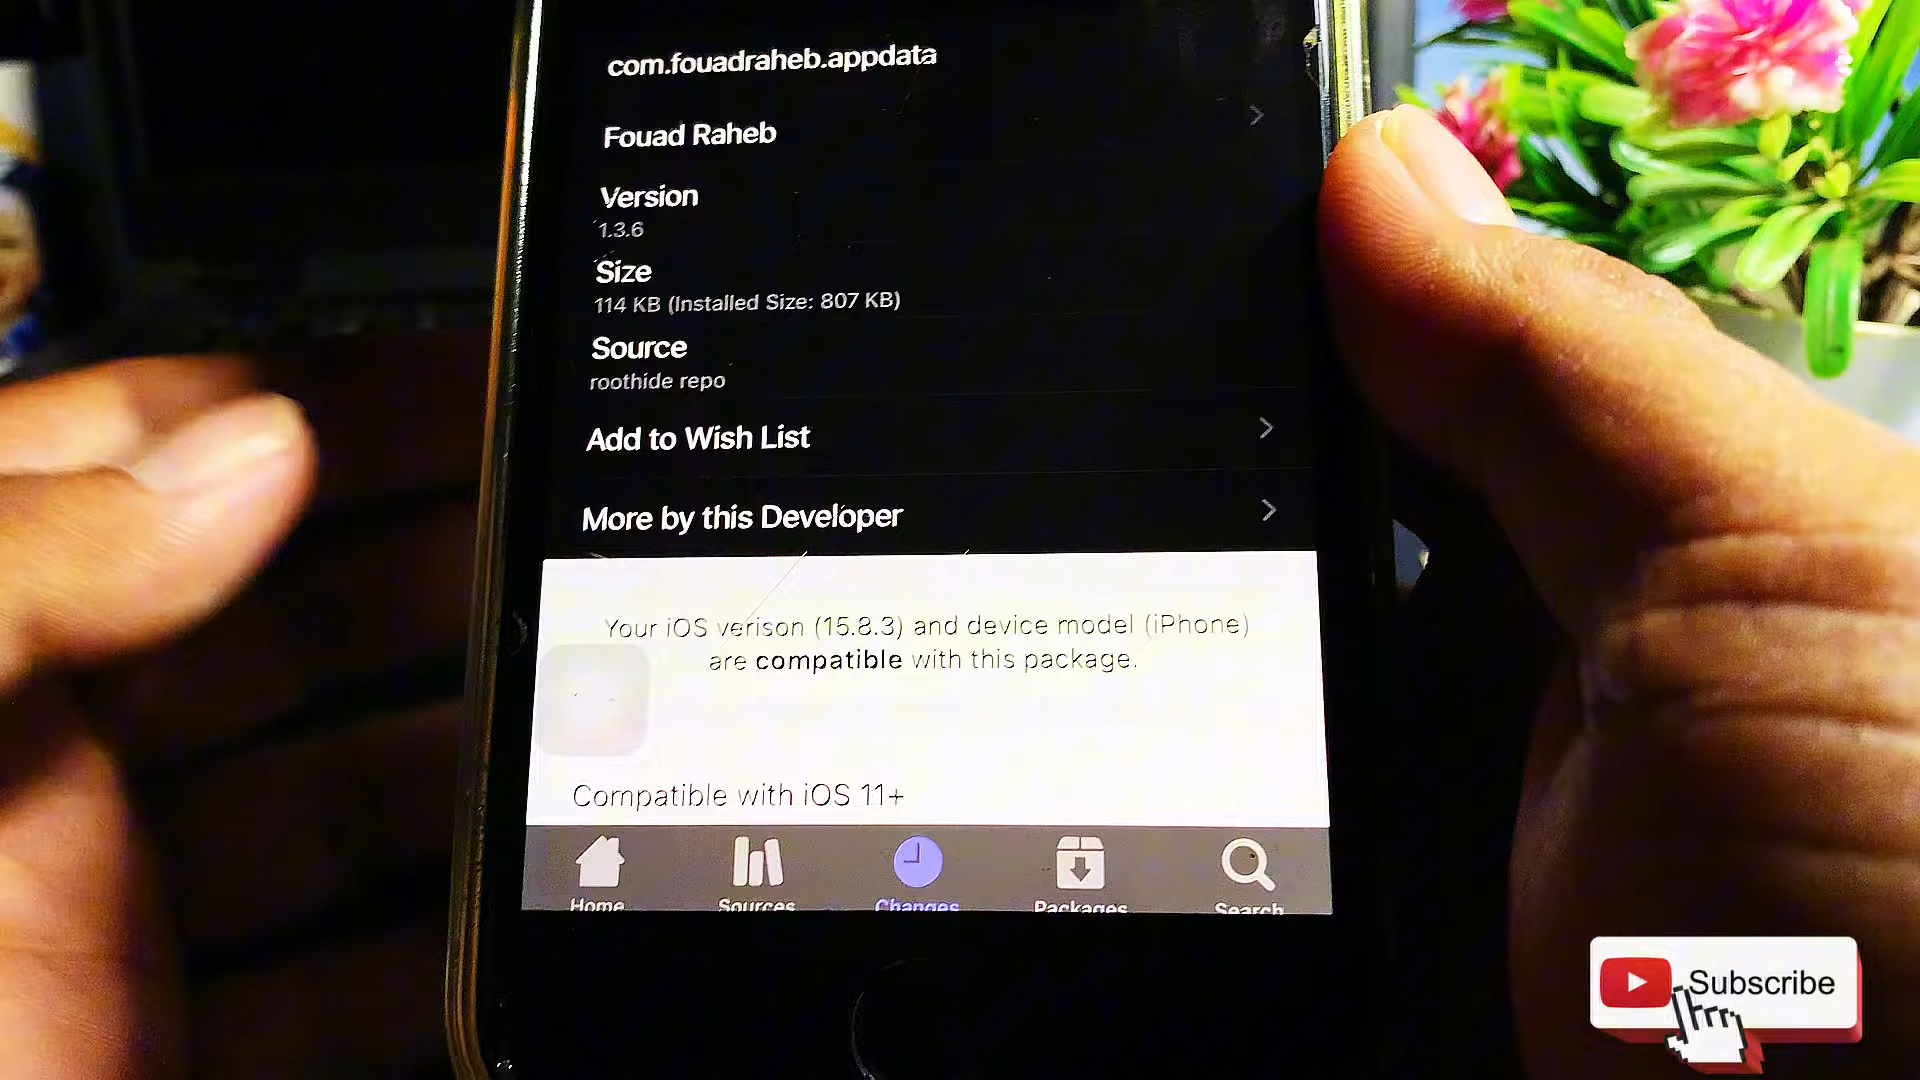 com.fouadraheb.appdata
Fouad Raheb
Version
1.3.6
Size
114 KB (Installed Size: 807 KB)
Source
roothide repo
Add to Wish List
More by this Developer
Your iOS verison (15.8.3) and device model (iPhone)
are compatible with this package.
Compatible with iOS 11+
Home
Sources
Changes
Packages
Search
Subscribe